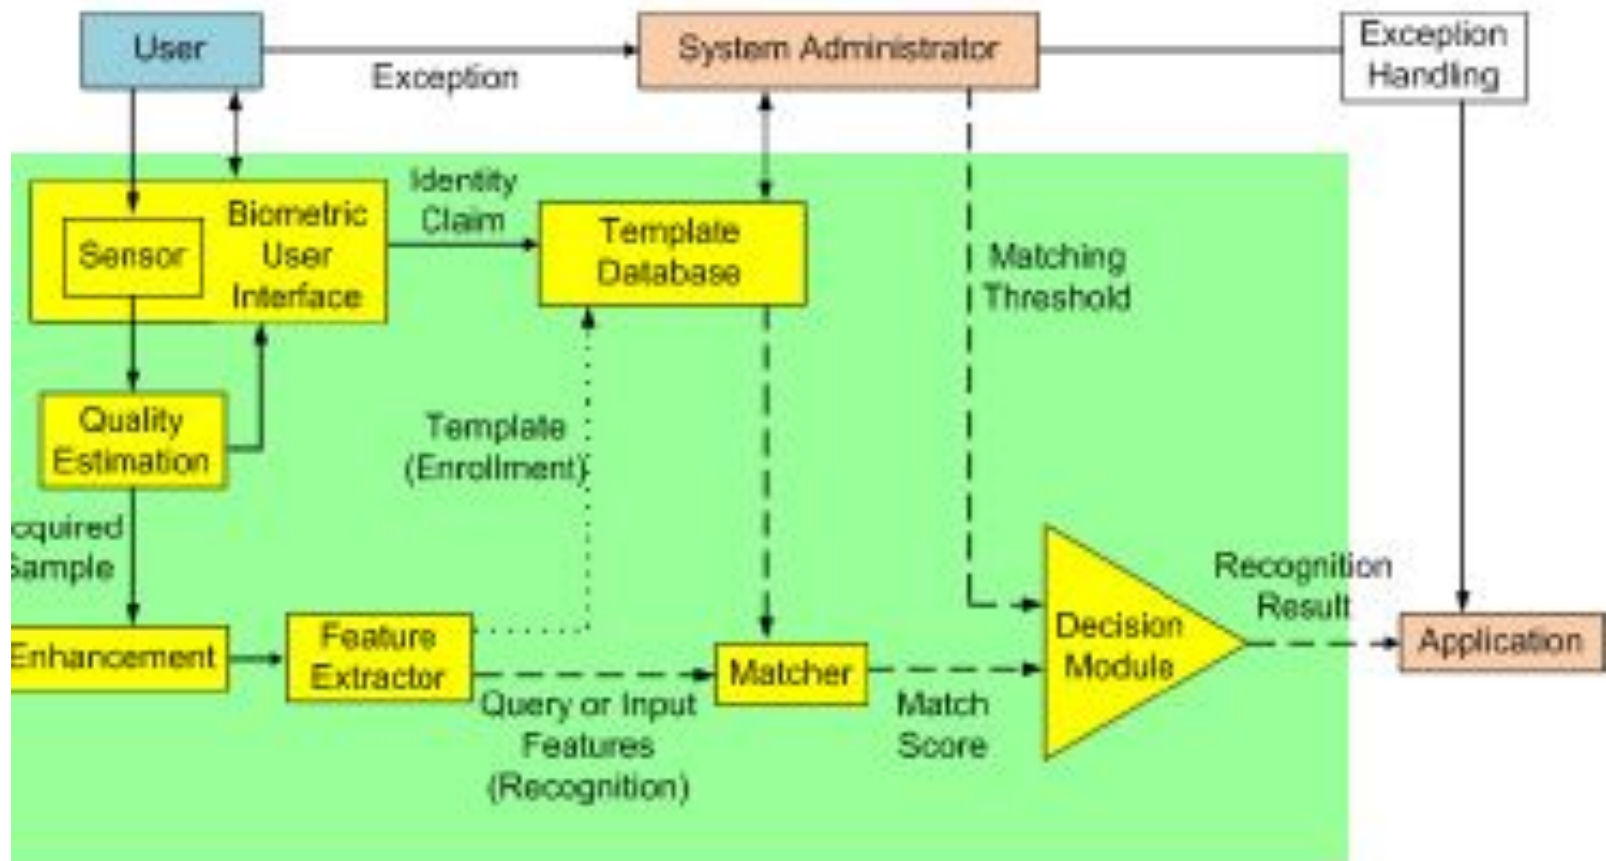 User
Exception
System Administrator
Exception
Handling
Identity
Claim
Biometric
User
Interface
Sensor
Template
Database
Matching
Threshold
Quality
Estimation
Template
(Enrollment)
cquired
Sample
Enhancement
Feature
Extractor
Query or Input
Features
(Recognition)
Matcher
Match
Score
Decision
Module
Recognition
Result
Application